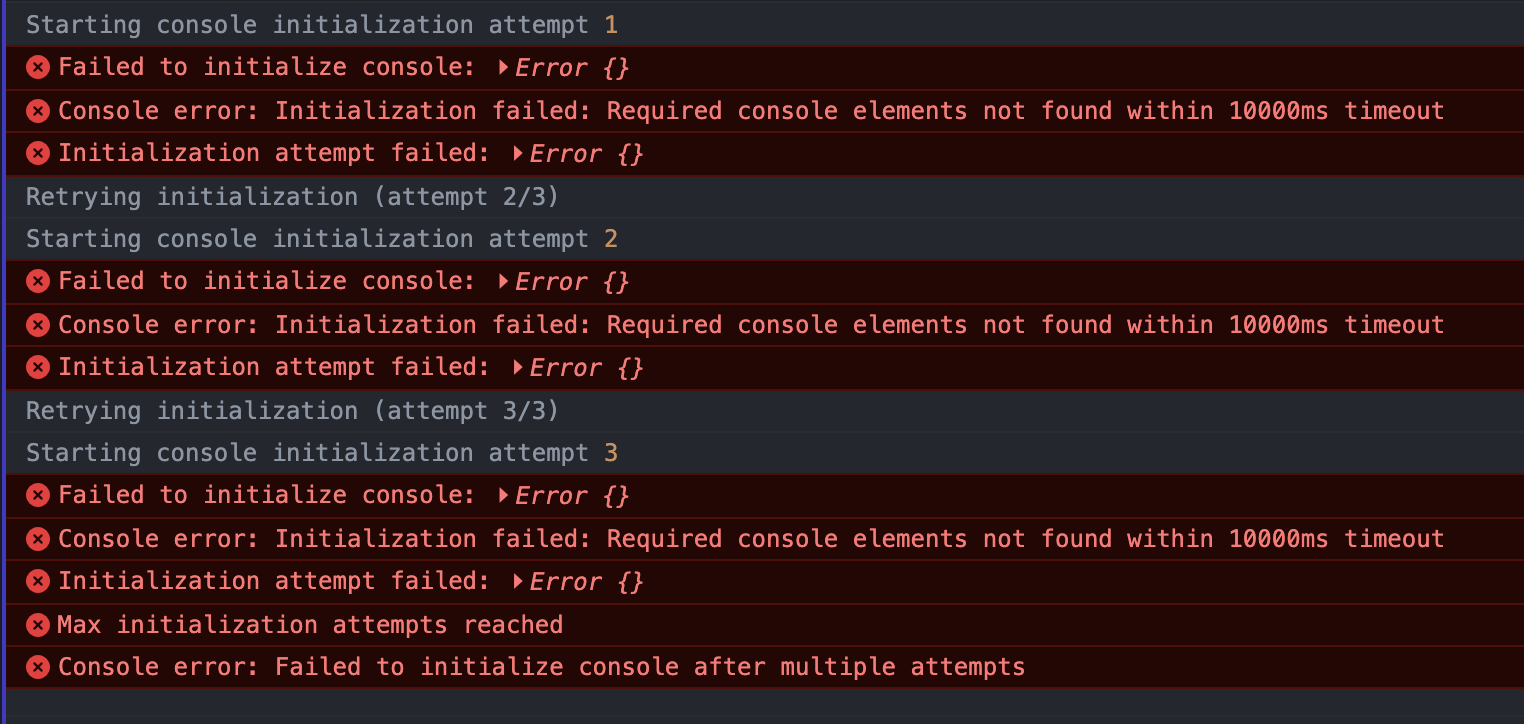 Starting console initialization attempt 1
Failed to initialize console: Error {}
Console error: Initialization failed: Required console elements not found within 10000ms timeout
Initialization attempt failed: Error {}
Retrying initialization (attempt 2/3)
Starting console initialization attempt 2
Failed to initialize console: Error {}
Console error: Initialization failed: Required console elements not found within 10000ms timeout
Initialization attempt failed: Error {}
Retrying initialization (attempt 3/3)
Starting console initialization attempt 3
Failed to initialize console: Error {}
Console error: Initialization failed: Required console elements not found within 10000ms timeout
Initialization attempt failed: Error {}
Max initialization attempts reached
Console error: Failed to initialize console after multiple attempts